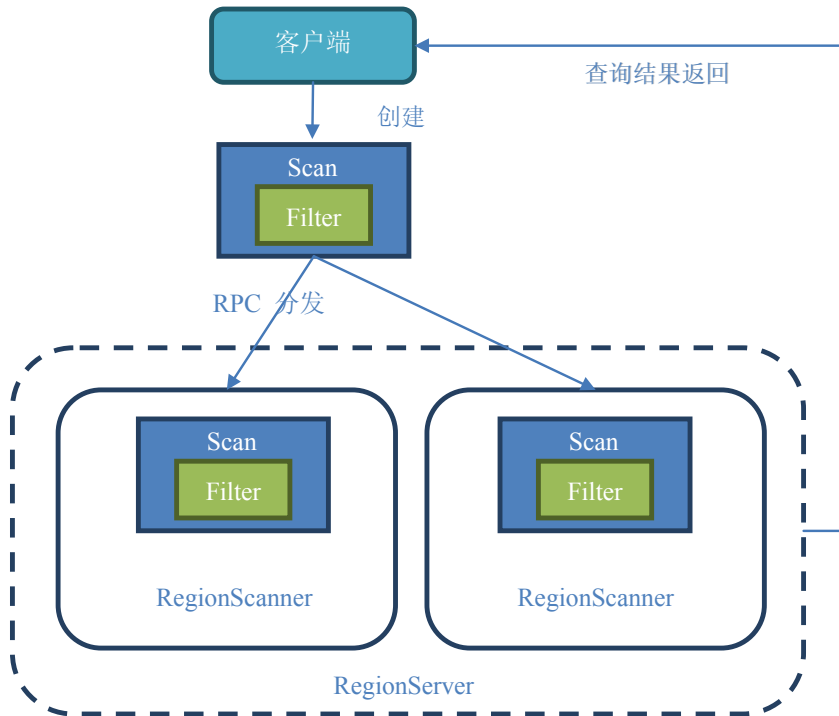 客户端
查询结果返回
创建
Scan
Filter
RPC 分发
Scan
Filter
RegionScanner
Scan
Filter
RegionScanner
RegionServer